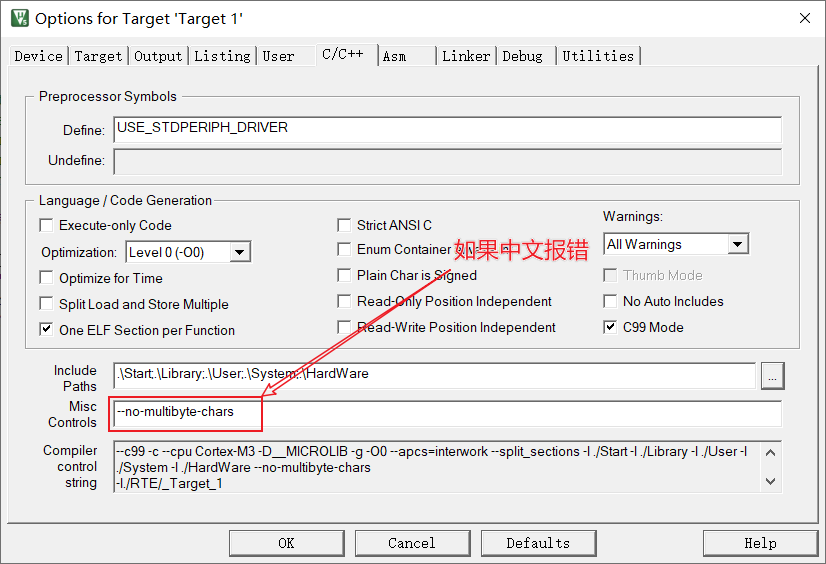 Options for Target 'Target 1'
Device Target Output Listing User C/C++ Asm Linker Debug Utilities
Preprocessor Symbols
Define: USE_STDPERIPH_DRIVER
Undefine:
Language / Code Generation
Execute-only Code
Strict ANSI C
Warnings:
Optimization: Level 0 (-O0)
Enum Container
如果中文报错
All Warnings
Optimize for Time
Plain Char is Signed
Thumb Mode
Split Load and Store Multiple
Read-Only Position Independent
No Auto Includes
One ELF Section per Function
Read-Write Position Independent
C99 Mode
Include Paths
.\Start;.\Library;.\User;.\System;.\HardWare
...
Misc Controls
--no-multibyte-chars
Compiler control string
--c99 -c --cpu Cortex-M3 -D__MICROLIB -g -O0 --apcs=interwork --split_sections -I ./Start -I ./Library -I ./User -I
./System -I ./HardWare --no-multibyte-chars
-I./RTE/_Target_1
OK Cancel Defaults Help